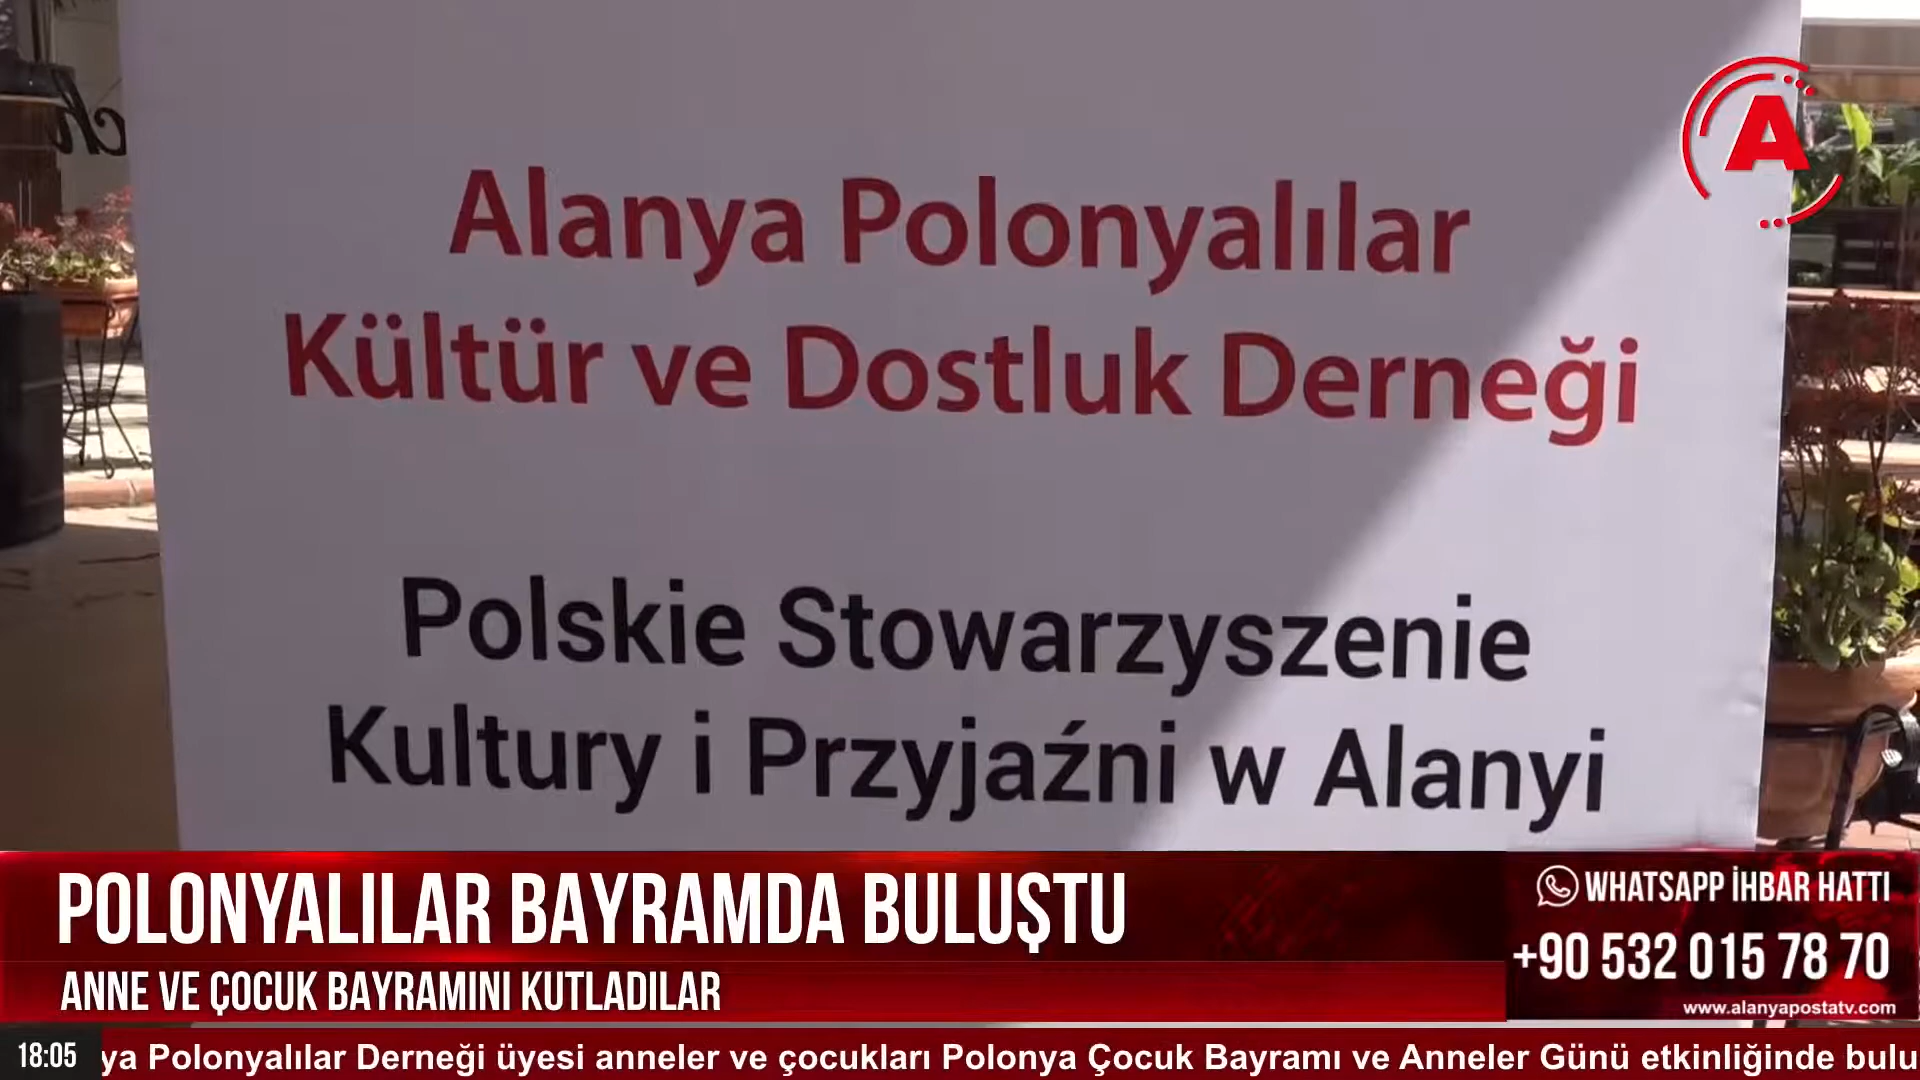 Alanya Polonyalılar
Kültür ve Dostluk Derneği
Polskie Stowarzyszenie
Kultury i Przyjaźni w Alanyi
A
POLONYALILAR BAYRAMDA BULUŞTU
ANNE VE ÇOCUK BAYRAMINI KUTLADILAR
WHATSAPP İHBAR HATTI
+90 532 015 78 70
www.alanyapostatv.com
18:05
ya Polonyalılar Derneği üyesi anneler ve çocukları Polonya Çocuk Bayramı ve Anneler Günü etkinliğinde bulu